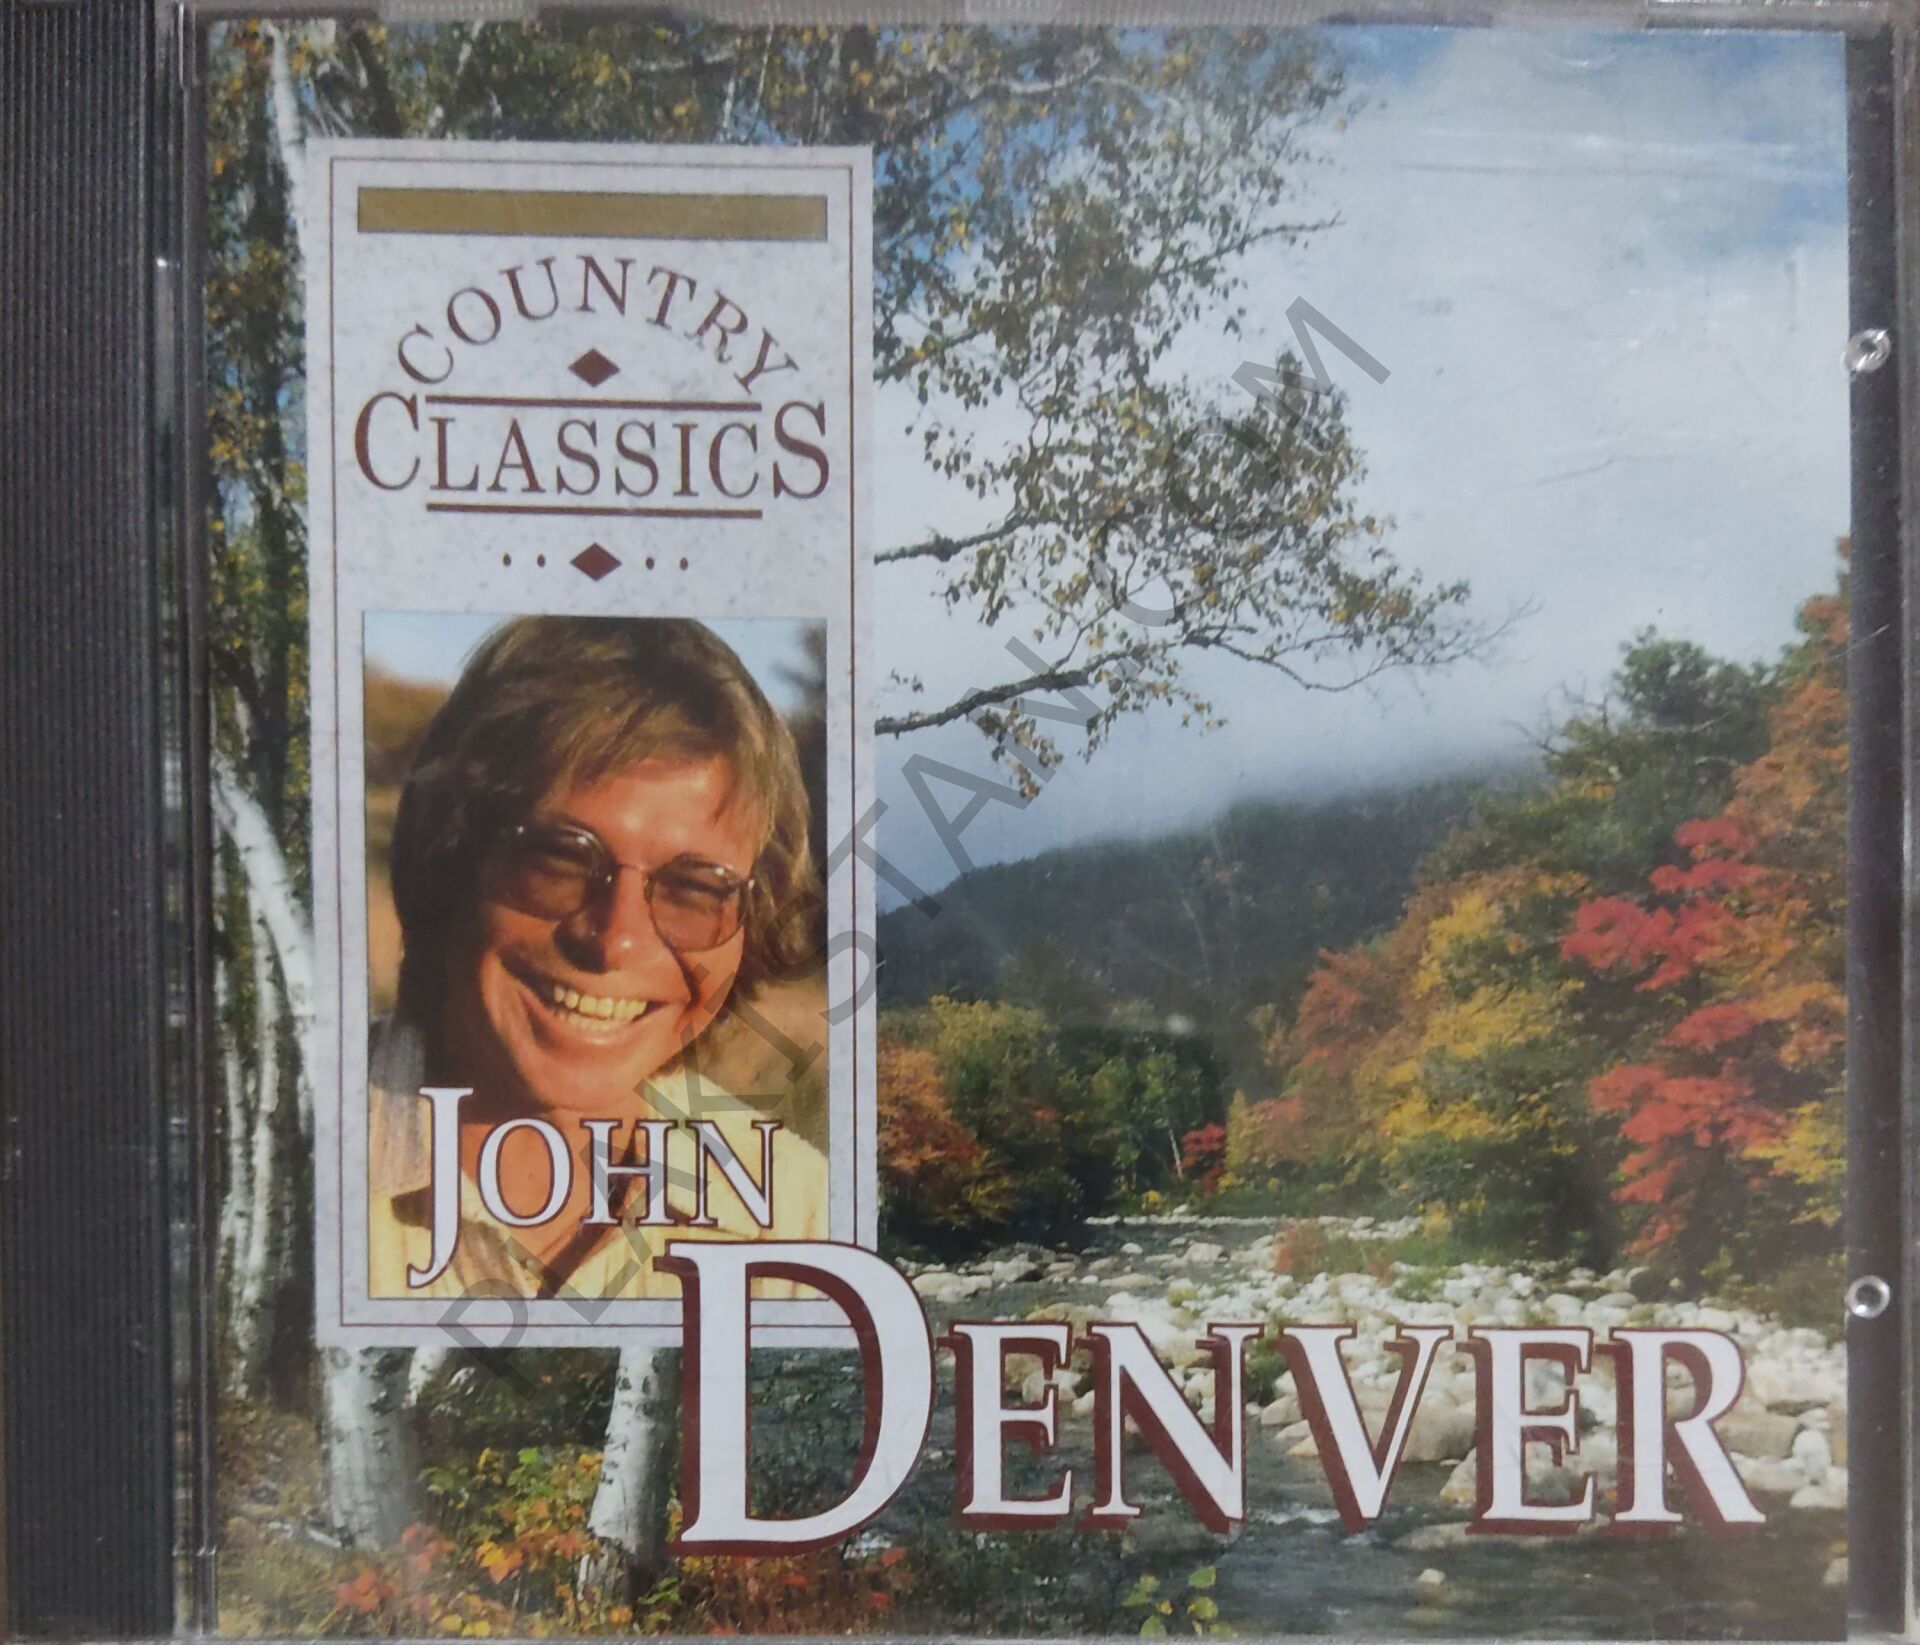 COUNTRY
CLASSICS
JOHN
DENVER
PLAKISTAN.COM